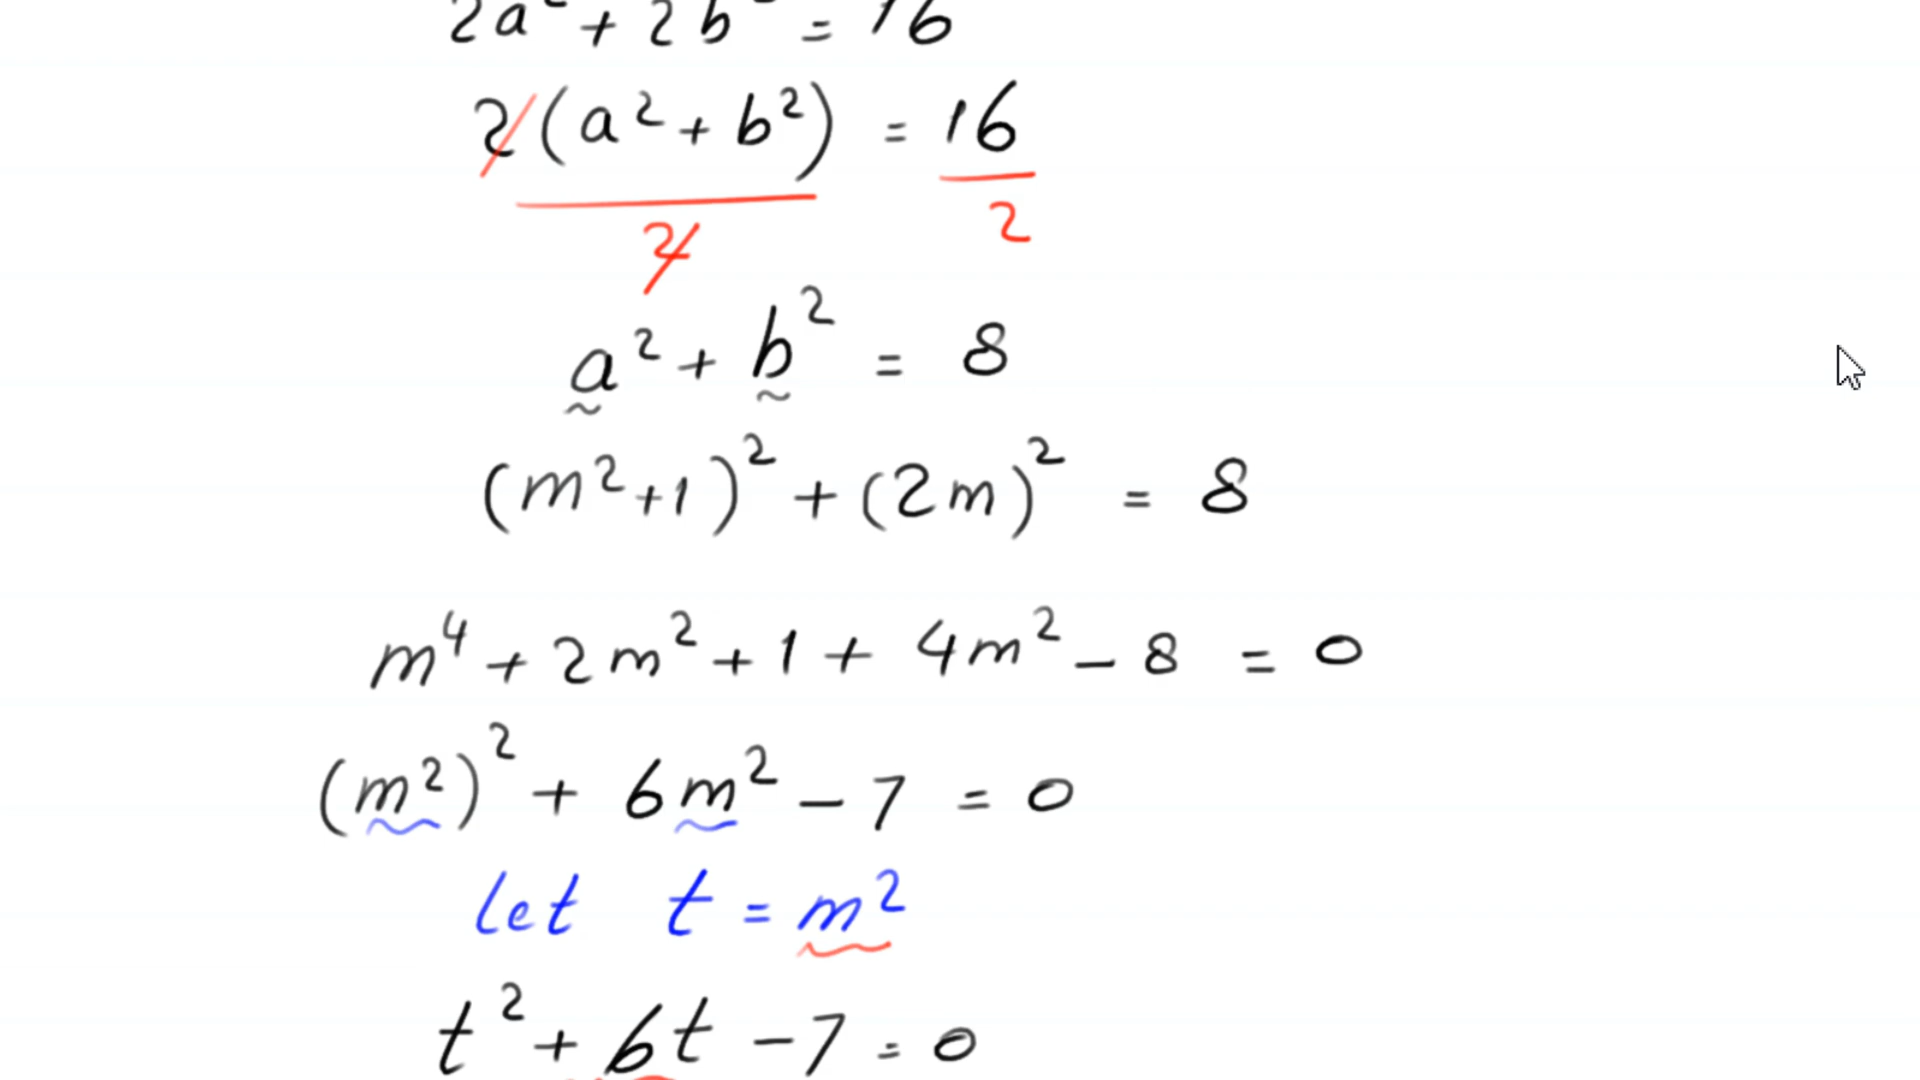 2a² + 2b² = 16
2(a² + b²) = 16
2 2
a² + b² = 8
(m² + 1)² + (2m)² = 8
m⁴ + 2m² + 1 + 4m² - 8 = 0
(m²)² + 6m² - 7 = 0
let t = m²
t² + 6t - 7 = 0